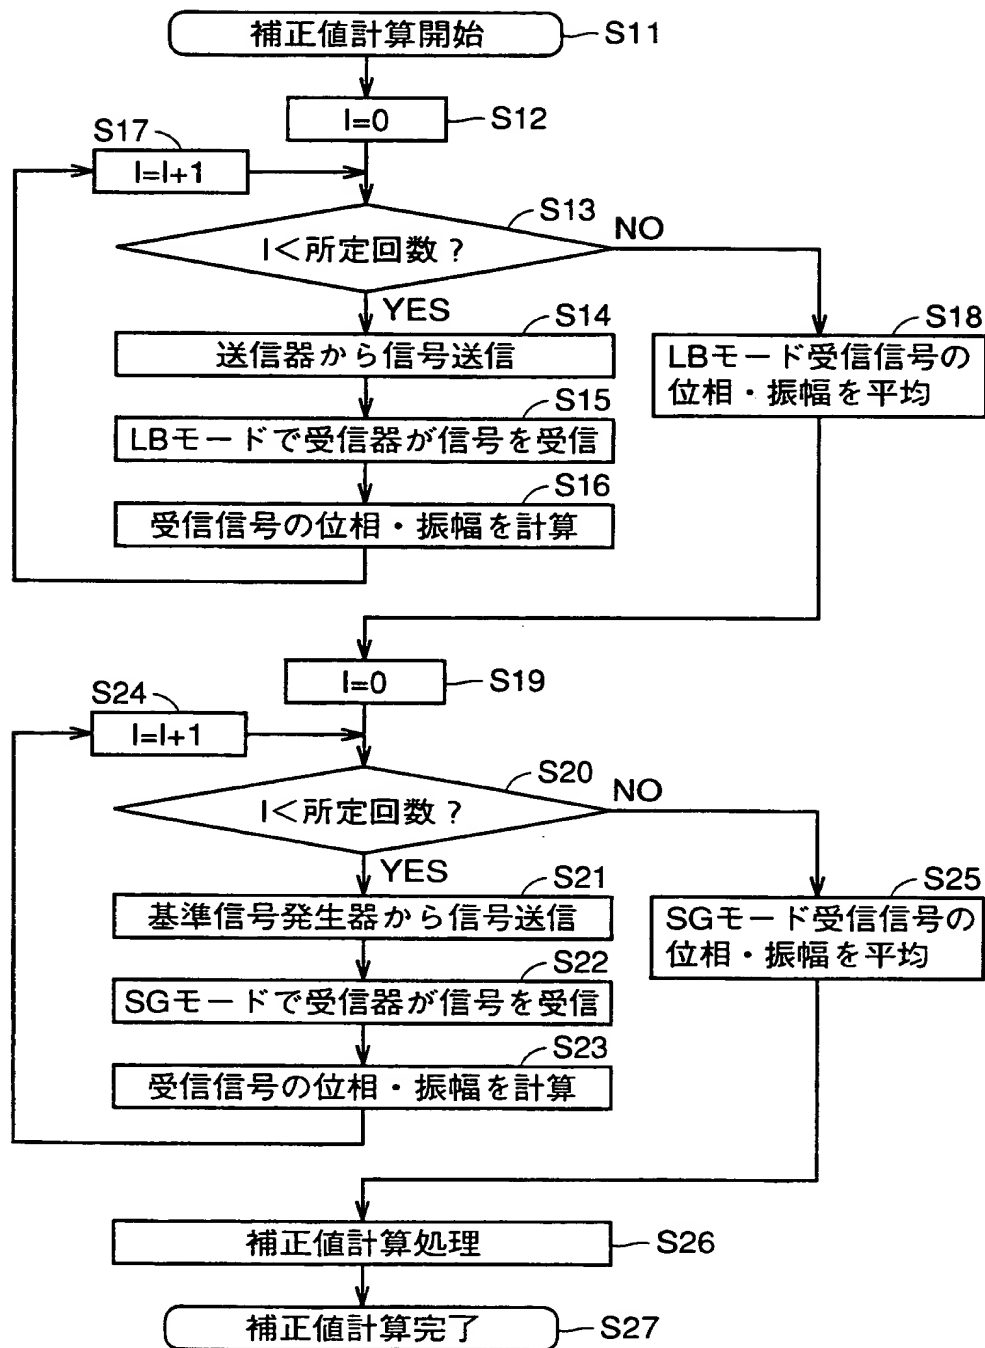 補正値計算開始 S11
I=0 S12
S17
I=I+1
S13
I<所定回数?
NO
YES
S14
送信器から信号送信
S15
LBモードで受信器が信号を受信
S16
受信信号の位相・振幅を計算
S18
LBモード受信信号の
位相・振幅を平均
I=0 S19
S24
I=I+1
S20
I<所定回数?
NO
YES
S21
基準信号発生器から信号送信
S22
SGモードで受信器が信号を受信
S23
受信信号の位相・振幅を計算
S25
SGモード受信信号の
位相・振幅を平均
補正値計算処理 S26
補正値計算完了 S27